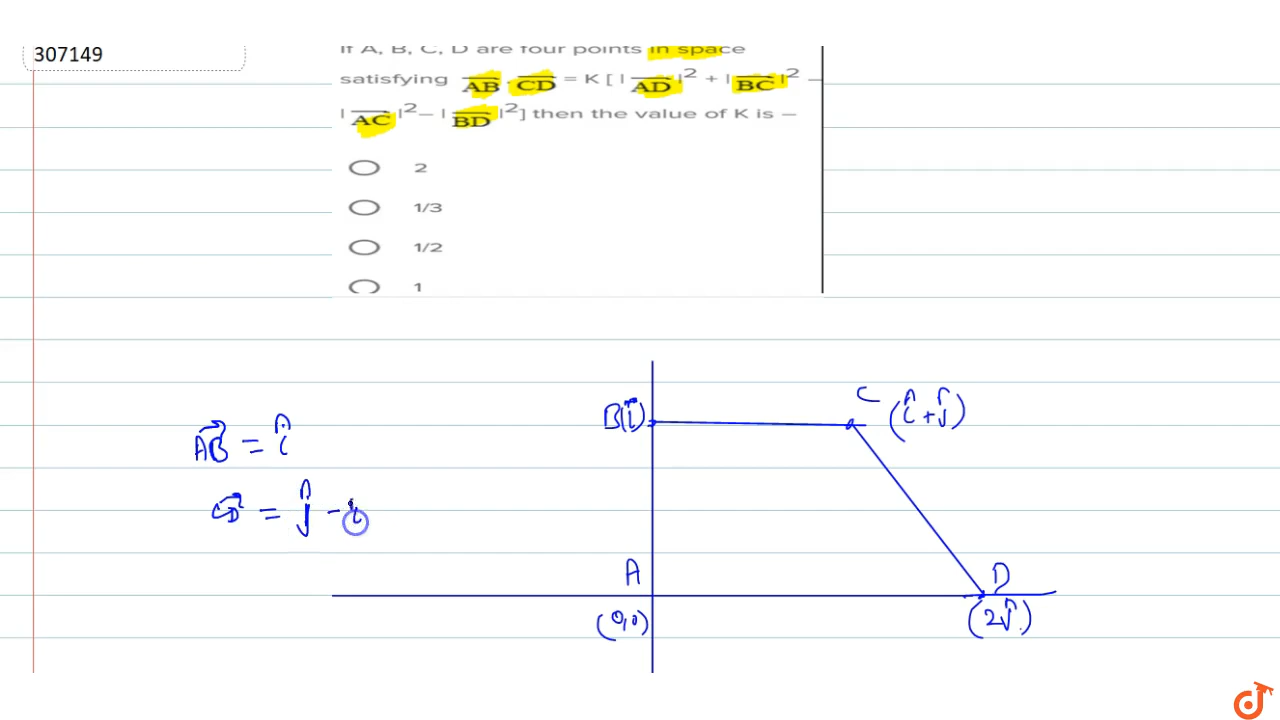 307149
If A, B, C, D are four points in space
satisfying AB · CD = K [ | AD |² + | BC |² –
| AC |² – | BD |² ] then the value of K is –
2
1/3
1/2
1
B(î)
C (î + ĵ)
AB = î
CD = ĵ - i
A
D
(0,0)
(2ĵ)